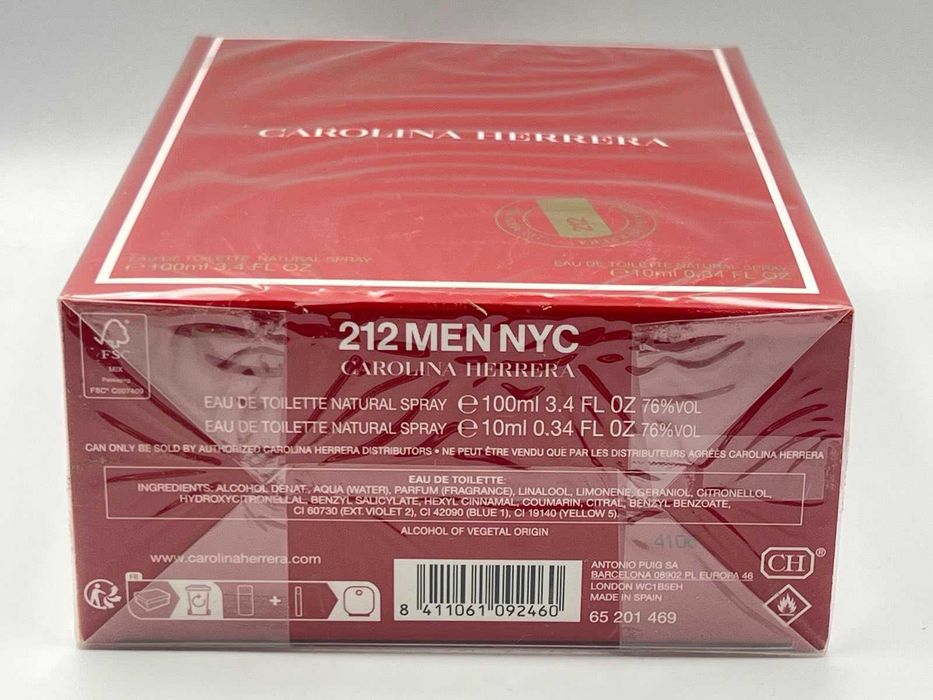 CAROLINA HERRERA
212
EAU DE TOILETTE NATURAL SPRAY
℮100ml 3.4 FL OZ
EAU DE TOILETTE NATURAL SPRAY
℮10ml 0.34 FL OZ
FSC
MIX
Packaging
212 MEN NYC
CAROLINA HERRERA
EAU DE TOILETTE NATURAL SPRAY ℮ 100ml 3.4 FL OZ 76%VOL
EAU DE TOILETTE NATURAL SPRAY ℮ 10ml 0.34 FL OZ 76%VOL
CAN ONLY BE SOLD BY AUTHORIZED CAROLINA HERRERA DISTRIBUTORS • NE PEUT ÊTRE VENDU QUE PAR LES DISTRIBUTEURS AGRÉES CAROLINA HERRERA
EAU DE TOILETTE:
INGREDIENTS: ALCOHOL DENAT., AQUA (WATER), PARFUM (FRAGRANCE), LINALOOL, LIMONENE, GERANIOL, CITRONELLOL,
HYDROXYCITRONELLAL, BENZYL SALICYLATE, HEXYL CINNAMAL, COUMARIN, CITRAL, BENZYL BENZOATE,
CI 60730 (EXT. VIOLET 2), CI 42090 (BLUE 1), CI 19140 (YELLOW 5).
ALCOHOL OF VEGETAL ORIGIN
www.carolinaherrera.com
FR
+
8 411061 092460
ANTONIO PUIG SA
BARCELONA 08902 PL EUROPA 46
LONDON WC1B5EH
MADE IN SPAIN
65 201 469
CH®